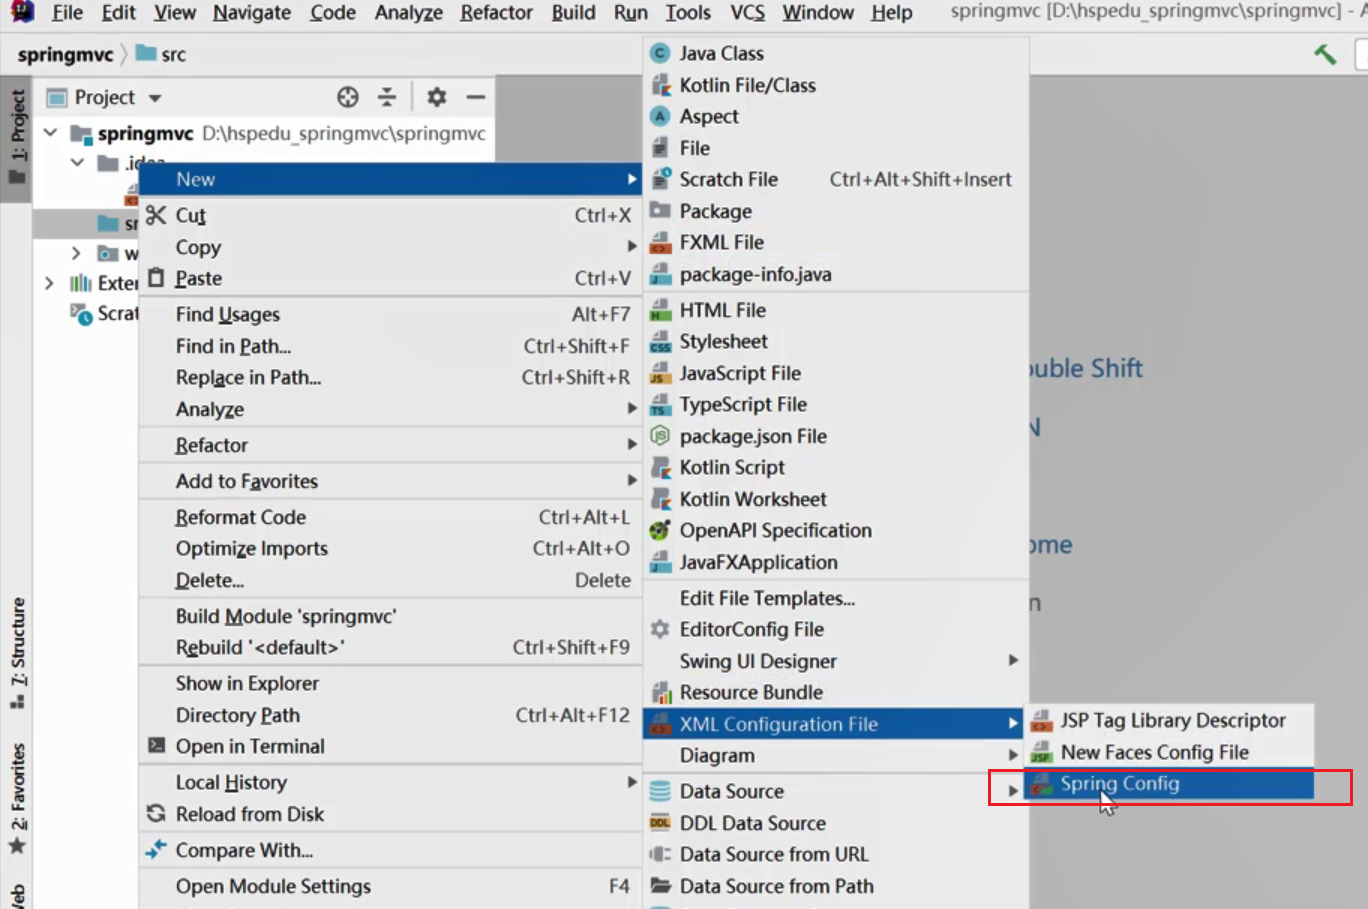 File Edit View Navigate Code Analyze Refactor Build Run Tools VCS Window Help springmvc [D:\hspedu_springmvc\springmvc] -
springmvc src
1: Project
Project
springmvc D:\hspedu_springmvc\springmvc
.idea
New
Cut Ctrl+X
Copy
Paste Ctrl+V
Find Usages Alt+F7
Find in Path... Ctrl+Shift+F
Replace in Path... Ctrl+Shift+R
Analyze
Refactor
Add to Favorites
Reformat Code Ctrl+Alt+L
Optimize Imports Ctrl+Alt+O
Delete... Delete
Build Module 'springmvc'
Rebuild '<default>' Ctrl+Shift+F9
Show in Explorer
Directory Path Ctrl+Alt+F12
Open in Terminal
Local History
Reload from Disk
Compare With...
Open Module Settings F4
Java Class
Kotlin File/Class
Aspect
File
Scratch File Ctrl+Alt+Shift+Insert
Package
FXML File
package-info.java
HTML File
Stylesheet
JavaScript File
TypeScript File
package.json File
Kotlin Script
Kotlin Worksheet
OpenAPI Specification
JavaFXApplication
Edit File Templates...
EditorConfig File
Swing UI Designer
Resource Bundle
XML Configuration File
Diagram
Data Source
DDL Data Source
Data Source from URL
Data Source from Path
JSP Tag Library Descriptor
New Faces Config File
Spring Config
Shift
7: Structure
2: Favorites